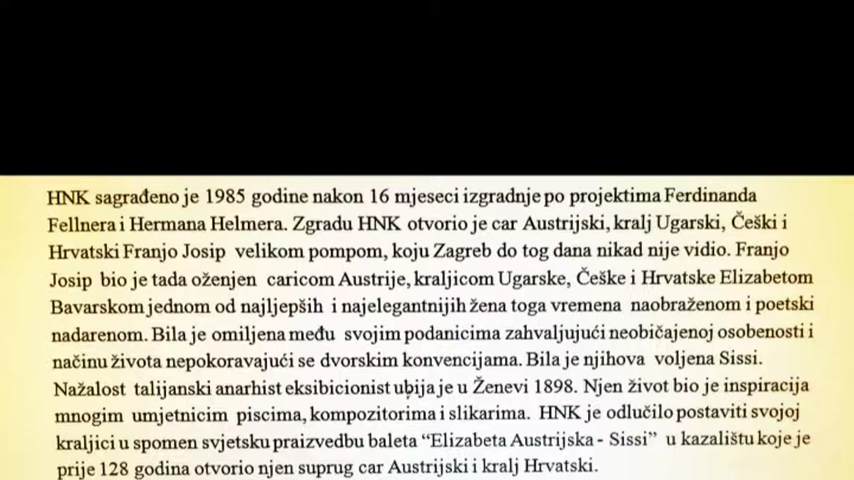 HNK sagrađeno je 1985 godine nakon 16 mjeseci izgradnje po projektima Ferdinanda
Fellnera i Hermana Helmera. Zgradu HNK otvorio je car Austrijski, kralj Ugarski, Češki i
Hrvatski Franjo Josip velikom pompom, koju Zagreb do tog dana nikad nije vidio. Franjo
Josip bio je tada oženjen caricom Austrije, kraljicom Ugarske, Češke i Hrvatske Elizabetom
Bavarskom jednom od najljepših i najelegantnijih žena toga vremena naobraženom i poetski
nadarenom. Bila je omiljena među svojim podanicima zahvaljujući neobičajenoj osobenosti i
načinu života nepokoravajući se dvorskim konvencijama. Bila je njihova voljena Sissi.
Nažalost talijanski anarhist eksibicionist ubija je u Ženevi 1898. Njen život bio je inspiracija
mnogim umjetnicim piscima, kompozitorima i slikarima. HNK je odlučilo postaviti svojoj
kraljici u spomen svjetsku praizvedbu baleta “Elizabeta Austrijska - Sissi” u kazalištu koje je
prije 128 godina otvorio njen suprug car Austrijski i kralj Hrvatski.